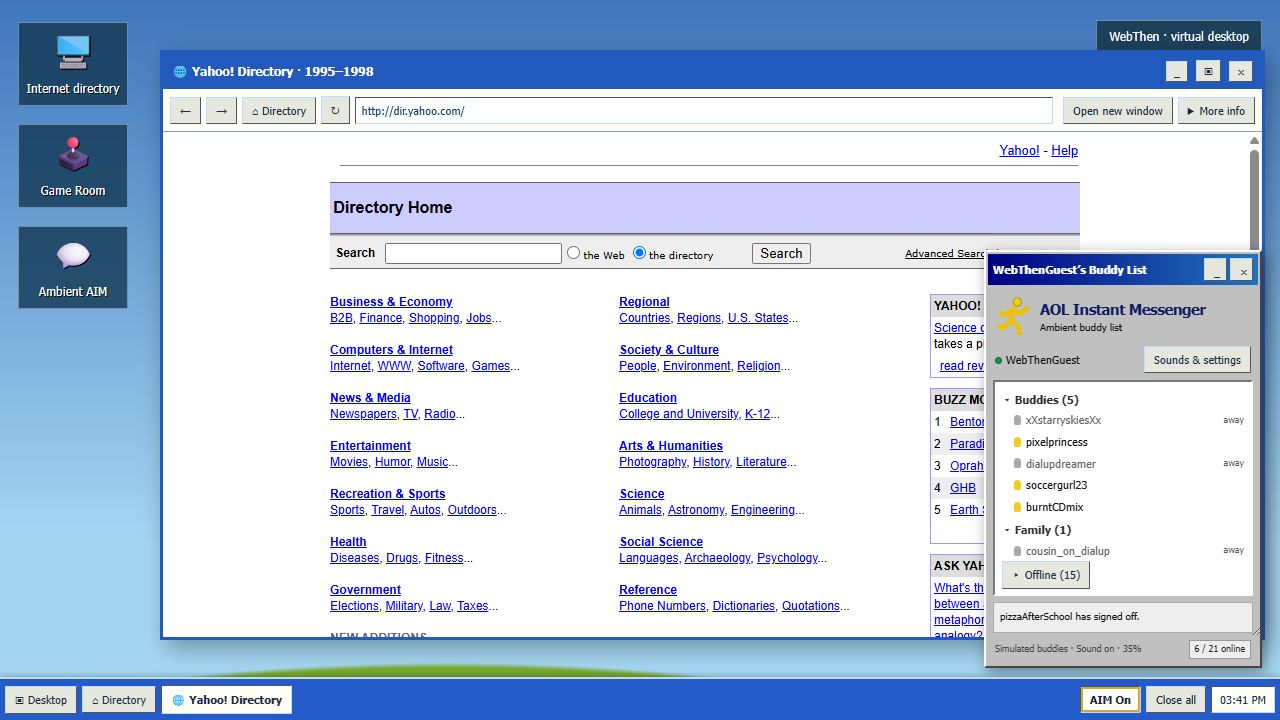 WebThen · virtual desktop
Internet directory
Game Room
Ambient AIM
Yahoo! Directory · 1995–1998
← → ⌂ Directory ↻ http://dir.yahoo.com/ Open new window ▶ More info
Yahoo! - Help
Directory Home
Search the Web the directory Search Advanced
Business & Economy
B2B, Finance, Shopping, Jobs...
Computers & Internet
Internet, WWW, Software, Games...
News & Media
Newspapers, TV, Radio...
Entertainment
Movies, Humor, Music...
Recreation & Sports
Sports, Travel, Autos, Outdoors...
Health
Diseases, Drugs, Fitness...
Government
Elections, Military, Law, Taxes...
NEW ADDITIONS
Regional
Countries, Regions, U.S. States...
Society & Culture
People, Environment, Religion...
Education
College and University, K-12...
Arts & Humanities
Photography, History, Literature...
Science
Animals, Astronomy, Engineering...
Social Science
Languages, Archaeology, Psychology...
Reference
Phone Numbers, Dictionaries, Quotations...
YAHOO!
Science
takes a
read
BUZZ
1
2
3 Oprah
4 GHB
5 Earth
ASK
What's
between
analogy?
WebThenGuest's Buddy List
AOL Instant Messenger
Ambient buddy list
WebThenGuest Sounds & settings
Buddies (5)
xXstarryskiesXx away
pixelprincess
dialupdreamer away
soccergurl23
burntCDmix
Family (1)
cousin_on_dialup away
Offline (15)
pizzaAfterSchool has signed off.
Simulated buddies · Sound on · 35% 6 / 21 online
Desktop ⌂ Directory Yahoo! Directory AIM On Close all 03:41 PM